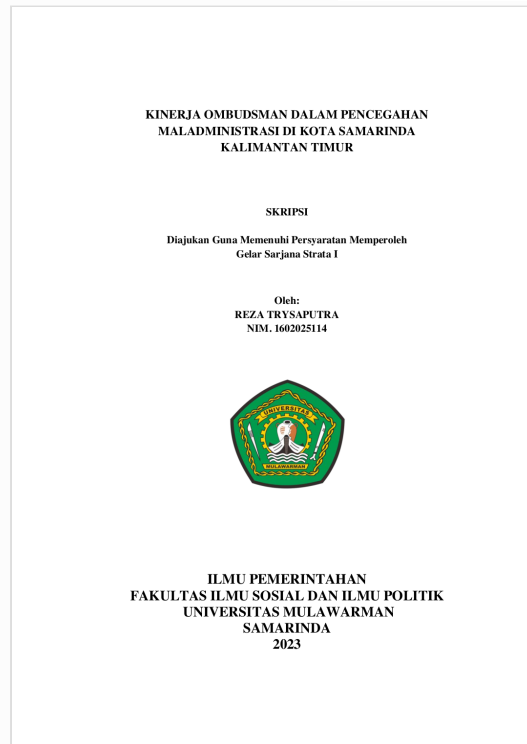 KINERJA OMBUDSMAN DALAM PENCEGAHAN
MALADMINISTRASI DI KOTA SAMARINDA
KALIMANTAN TIMUR
SKRIPSI
Diajukan Guna Memenuhi Persyaratan Memperoleh
Gelar Sarjana Strata I
Oleh:
REZA TRYSAPUTRA
NIM. 1602025114
UNIVERSITAS
MULAWARMAN
ILMU PEMERINTAHAN
FAKULTAS ILMU SOSIAL DAN ILMU POLITIK
UNIVERSITAS MULAWARMAN
SAMARINDA
2023